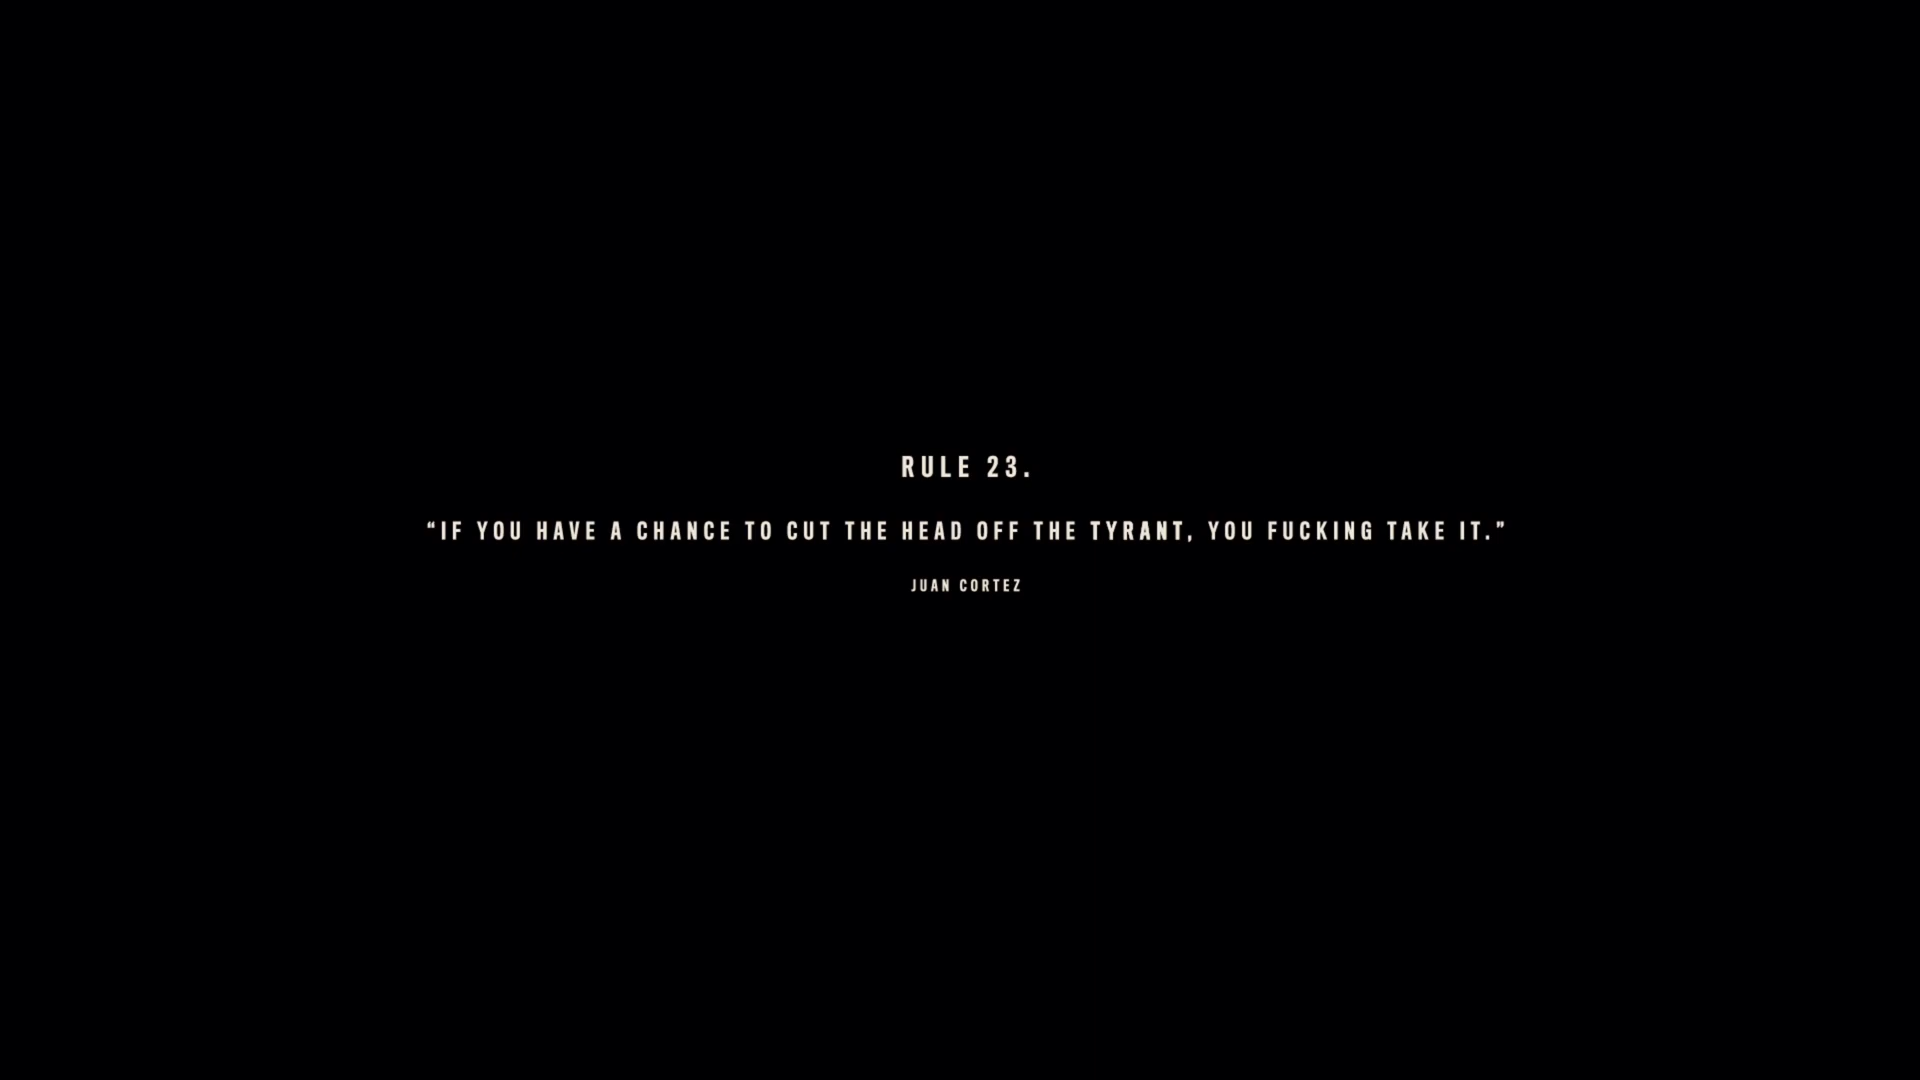 RULE 23.
“IF YOU HAVE A CHANCE TO CUT THE HEAD OFF THE TYRANT, YOU FUCKING TAKE IT.”
JUAN CORTEZ